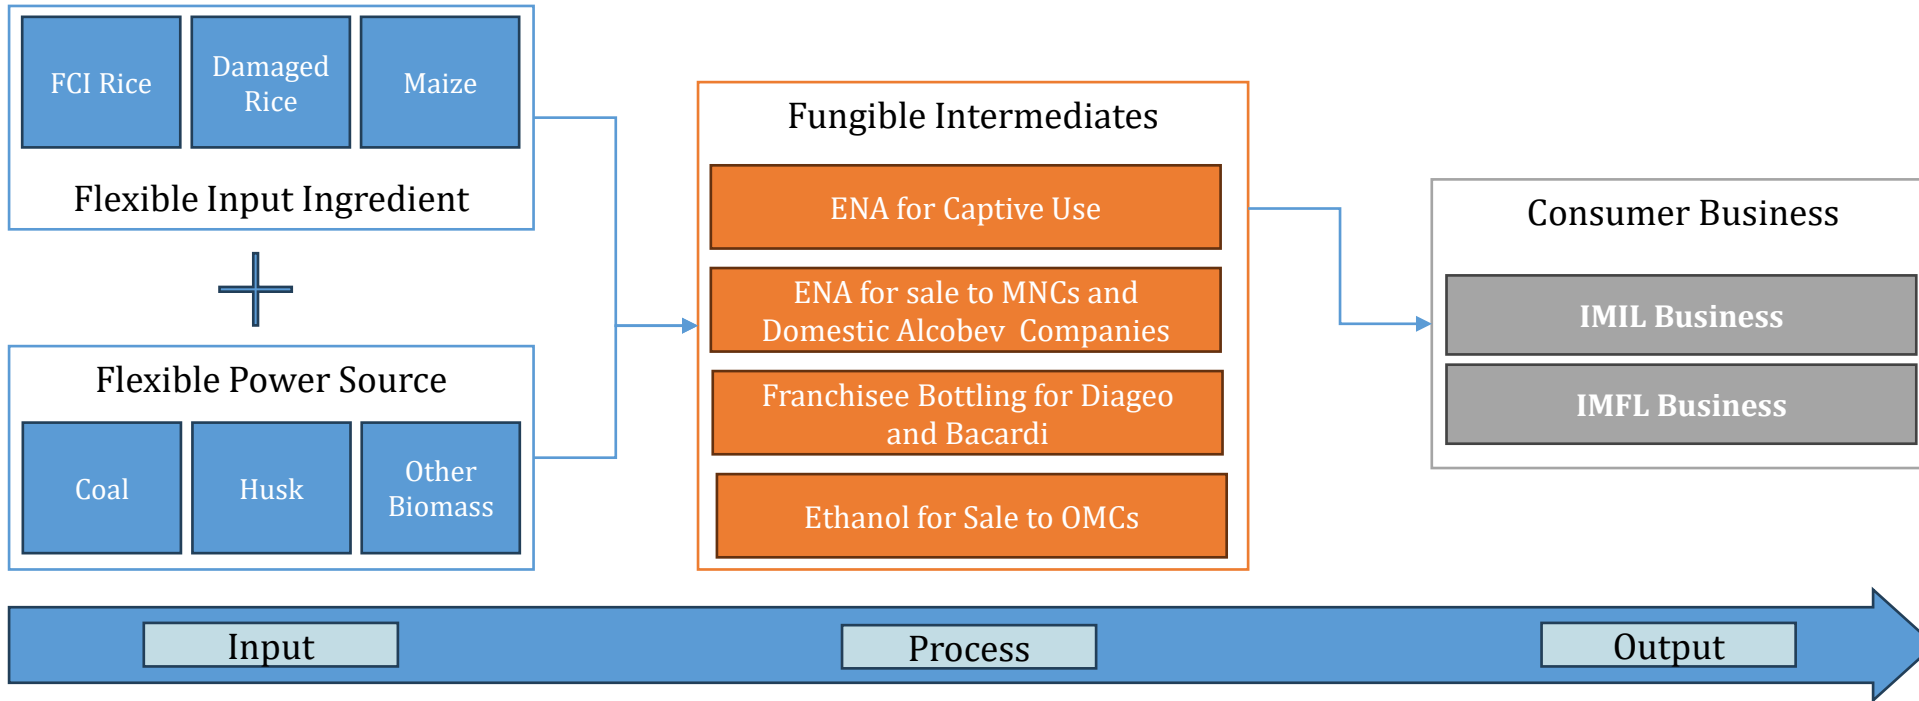 FCI Rice
Damaged
Rice
Maize
Flexible Input Ingredient
Flexible Power Source
Coal
Husk
Other
Biomass
Fungible Intermediates
ENA for Captive Use
ENA for sale to MNCs and
Domestic Alcobev Companies
Franchisee Bottling for Diageo
and Bacardi
Ethanol for Sale to OMCs
Consumer Business
IMIL Business
IMFL Business
Input
Process
Output